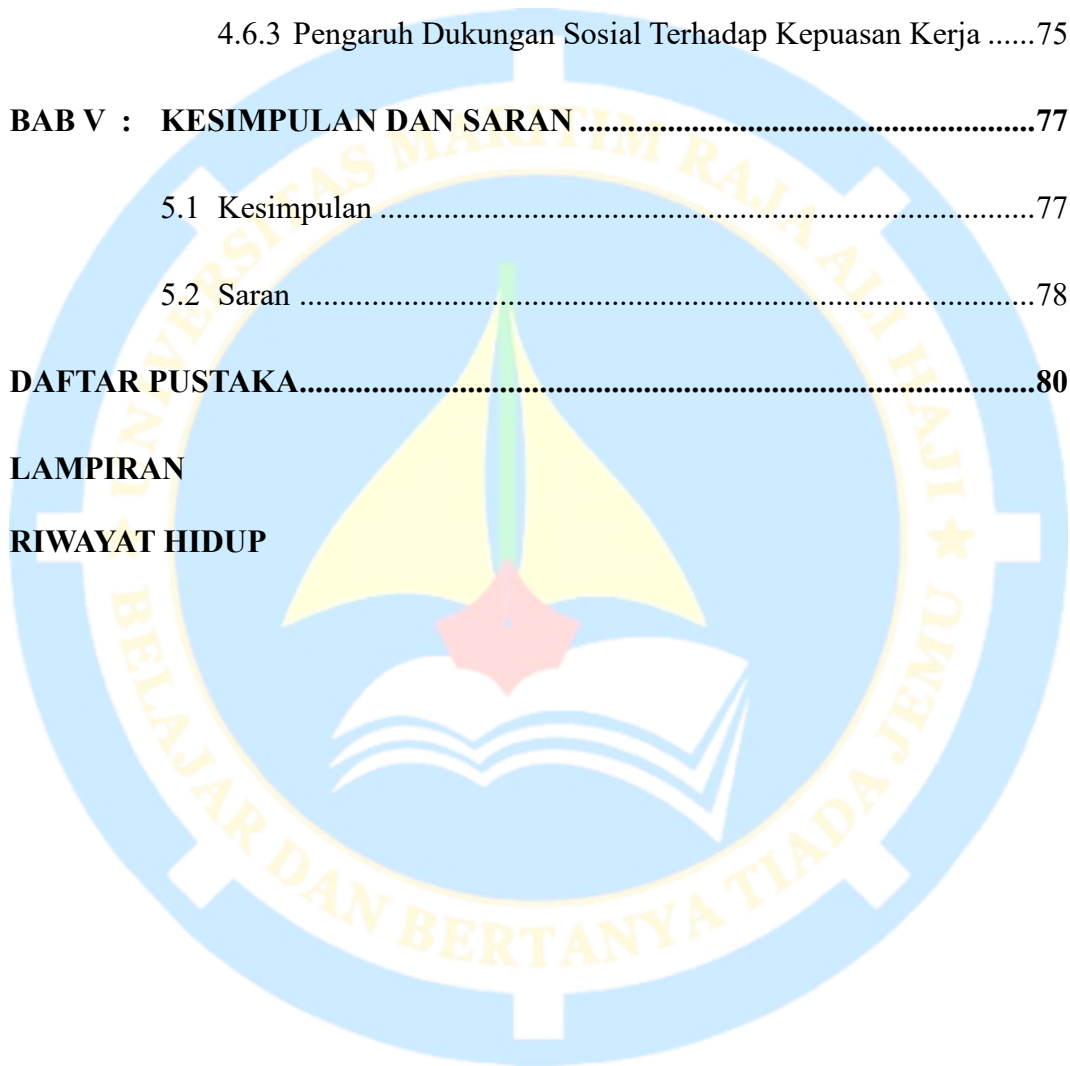 4.6.3 Pengaruh Dukungan Sosial Terhadap Kepuasan Kerja ......75
BAB V : KESIMPULAN DAN SARAN ....................................................77
5.1 Kesimpulan ...........................................................................77
5.2 Saran .....................................................................................78
DAFTAR PUSTAKA.....................................................................................80
LAMPIRAN
RIWAYAT HIDUP
UNIVERSITAS MARITIM RAJA ALI HAJI
BELAJAR DAN BERTANYA TIADA JEMU